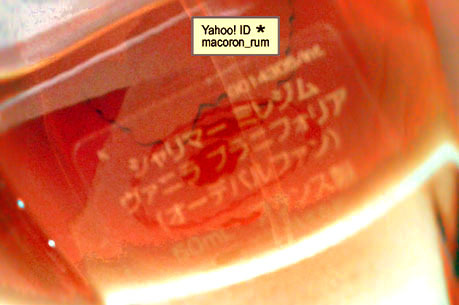 Yahoo! ID *
macoron_rum
シャリマー ミレジム
ヴァニラ プラニフォリア
(オーデパルファン)
60mL